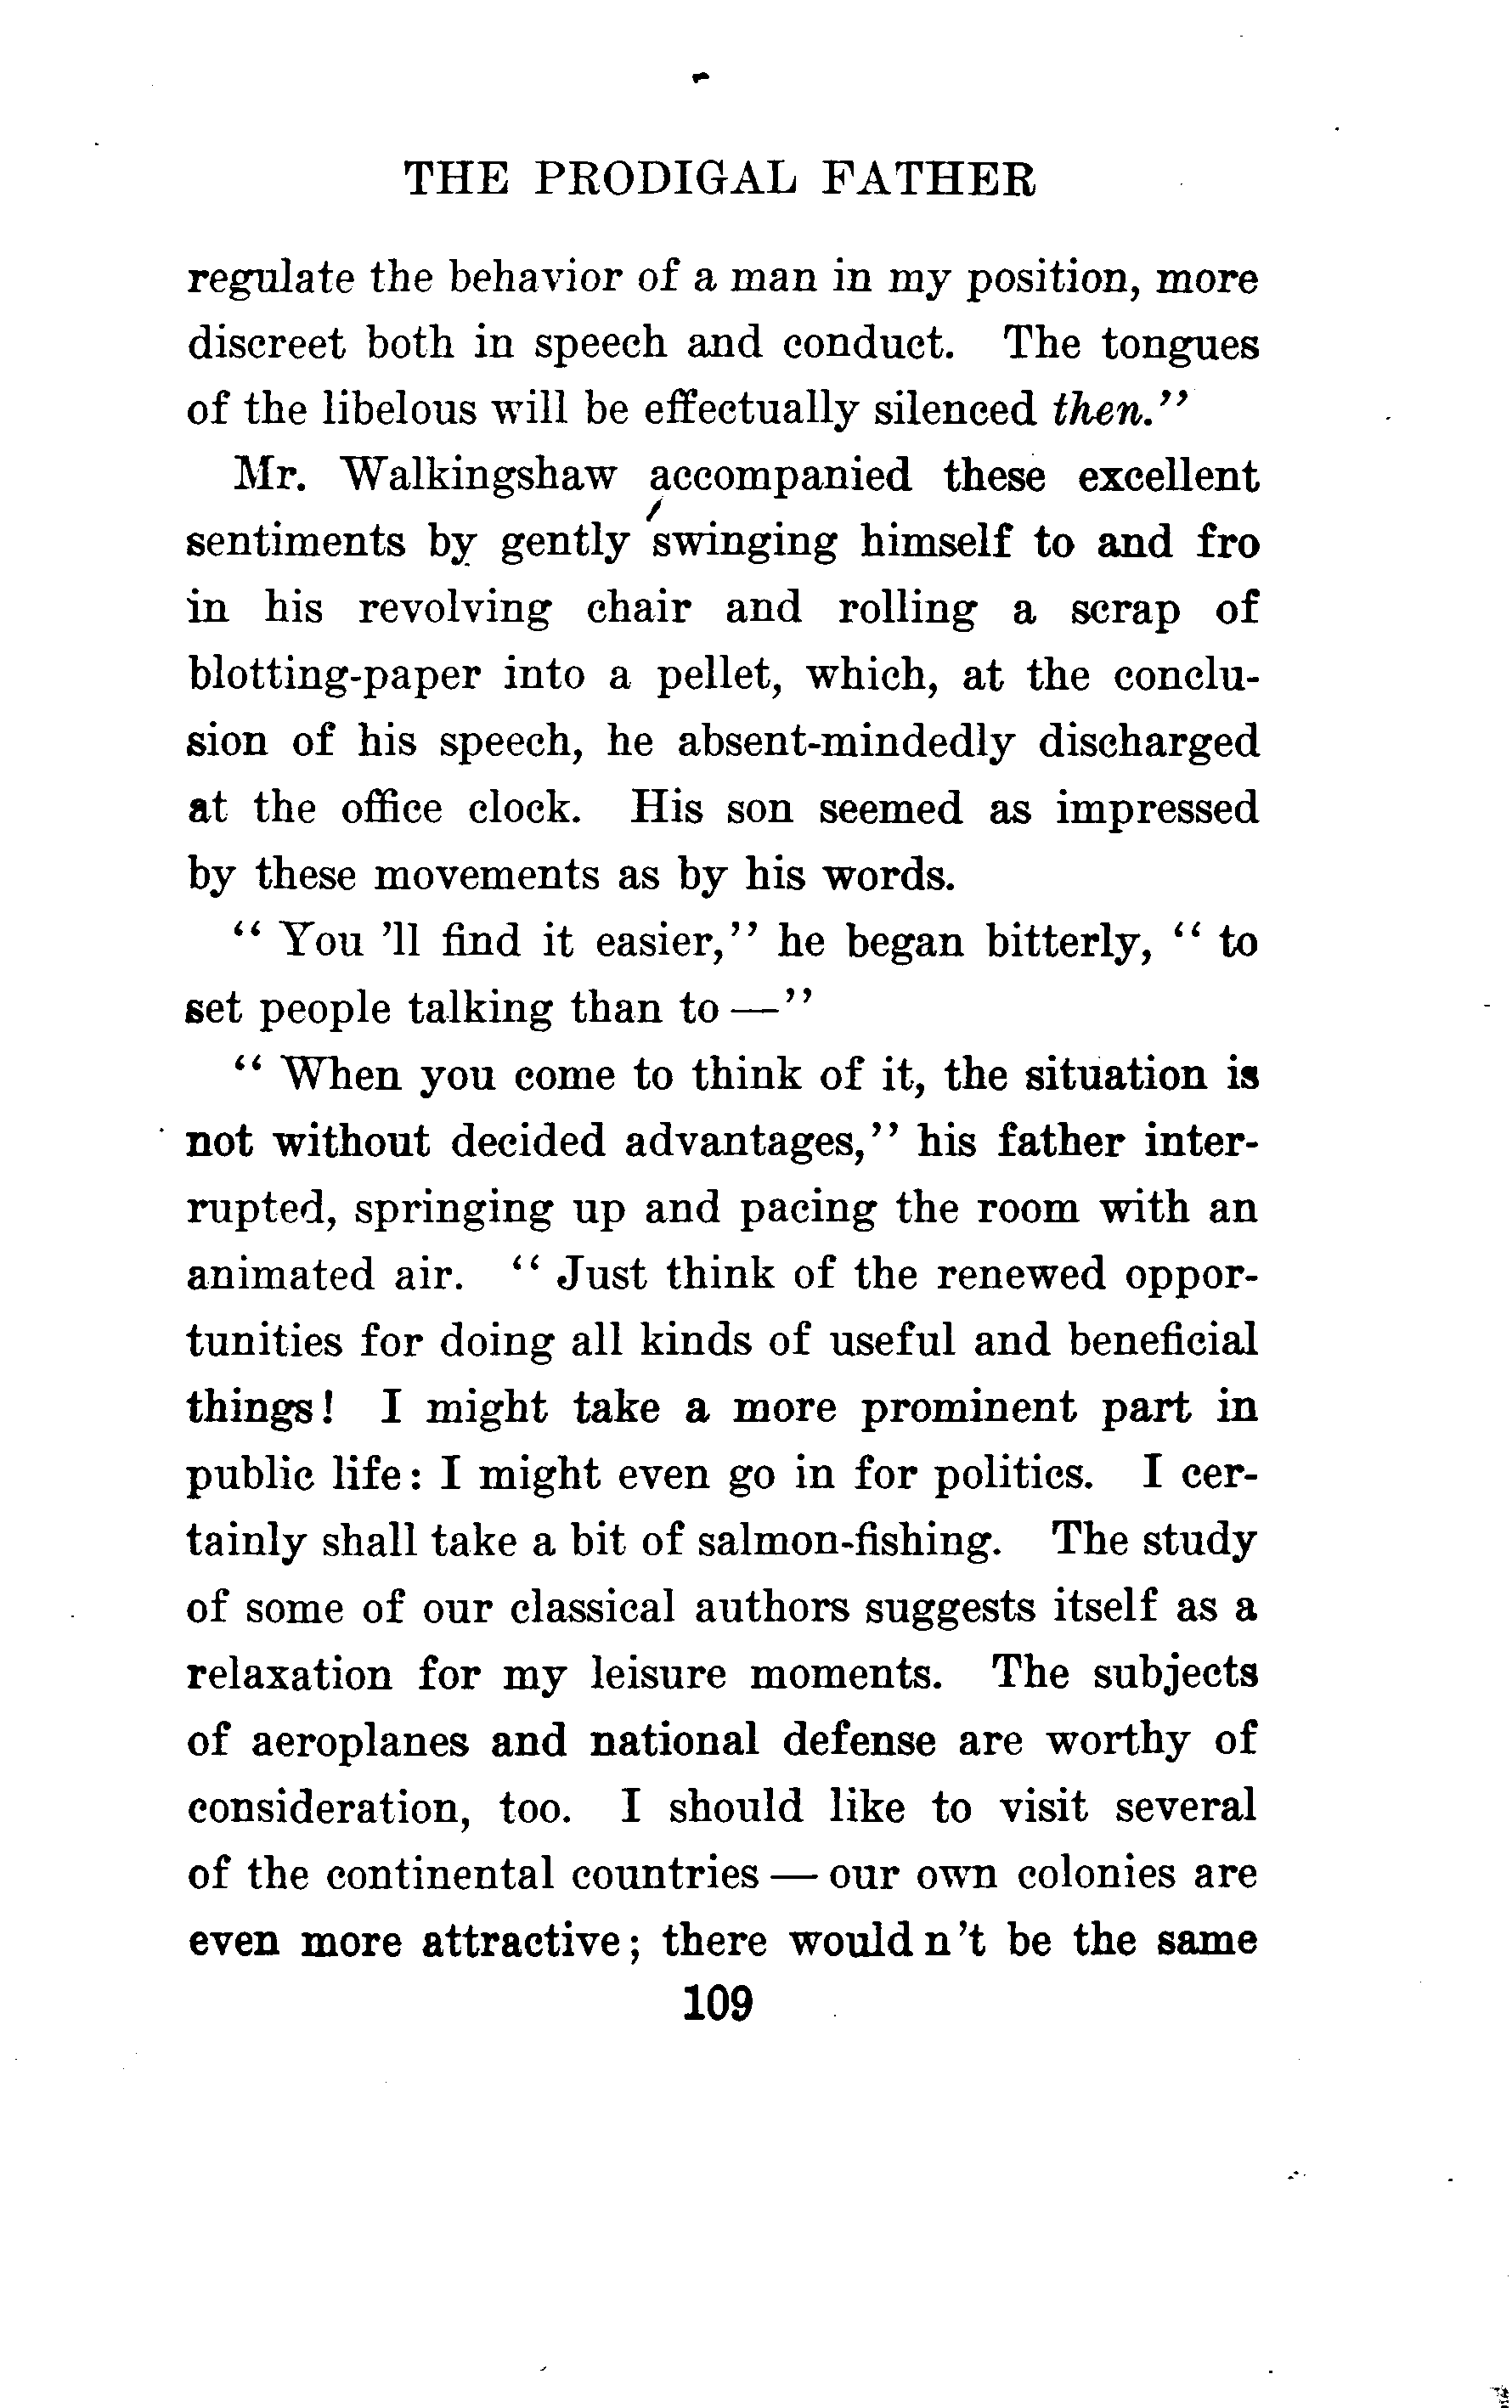 THE PRODIGAL FATHER
regulate the behavior of a man in my position, more
discreet both in speech and conduct. The tongues
of the libelous will be effectually silenced then."
Mr. Walkingshaw accompanied these excellent
sentiments by gently swinging himself to and fro
in his revolving chair and rolling a scrap of
blotting-paper into a pellet, which, at the conclu-
sion of his speech, he absent-mindedly discharged
at the office clock. His son seemed as impressed
by these movements as by his words.
" You 'll find it easier," he began bitterly, " to
set people talking than to —"
" When you come to think of it, the situation is
not without decided advantages," his father inter-
rupted, springing up and pacing the room with an
animated air. " Just think of the renewed oppor-
tunities for doing all kinds of useful and beneficial
things! I might take a more prominent part in
public life: I might even go in for politics. I cer-
tainly shall take a bit of salmon-fishing. The study
of some of our classical authors suggests itself as a
relaxation for my leisure moments. The subjects
of aeroplanes and national defense are worthy of
consideration, too. I should like to visit several
of the continental countries — our own colonies are
even more attractive; there would n't be the same
109